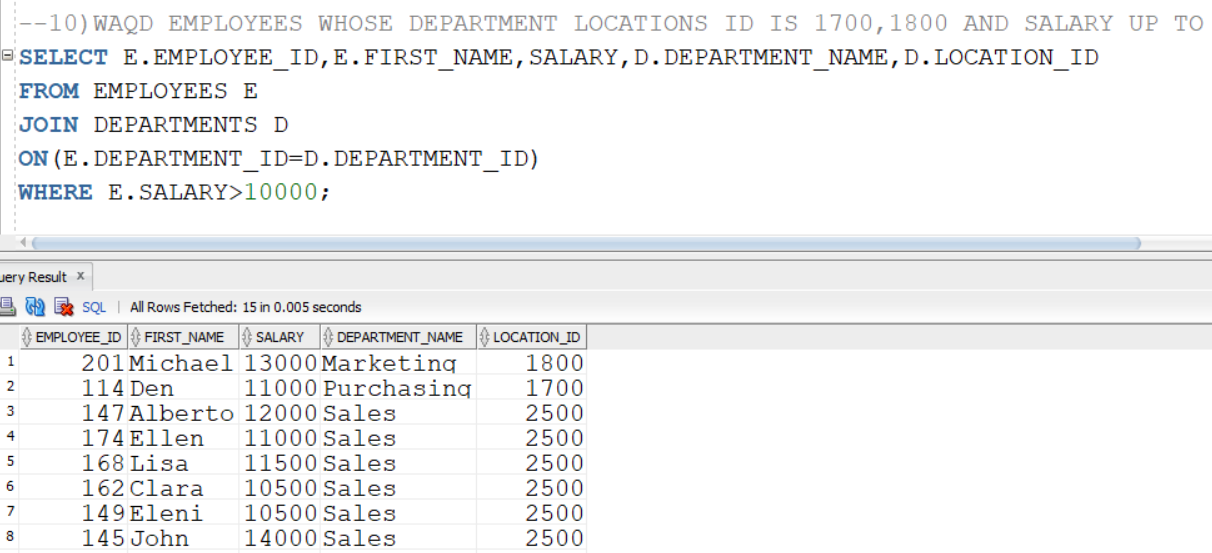 --10)WAQD EMPLOYEES WHOSE DEPARTMENT LOCATIONS ID IS 1700,1800 AND SALARY UP TO
SELECT E.EMPLOYEE_ID,E.FIRST_NAME,SALARY,D.DEPARTMENT_NAME,D.LOCATION_ID
FROM EMPLOYEES E
JOIN DEPARTMENTS D
ON(E.DEPARTMENT_ID=D.DEPARTMENT_ID)
WHERE E.SALARY>10000;
uery Result x
SQL | All Rows Fetched: 15 in 0.005 seconds
EMPLOYEE_ID FIRST_NAME SALARY DEPARTMENT_NAME LOCATION_ID
1 201 Michael 13000 Marketing 1800
2 114 Den 11000 Purchasing 1700
3 147 Alberto 12000 Sales 2500
4 174 Ellen 11000 Sales 2500
5 168 Lisa 11500 Sales 2500
6 162 Clara 10500 Sales 2500
7 149 Eleni 10500 Sales 2500
8 145 John 14000 Sales 2500